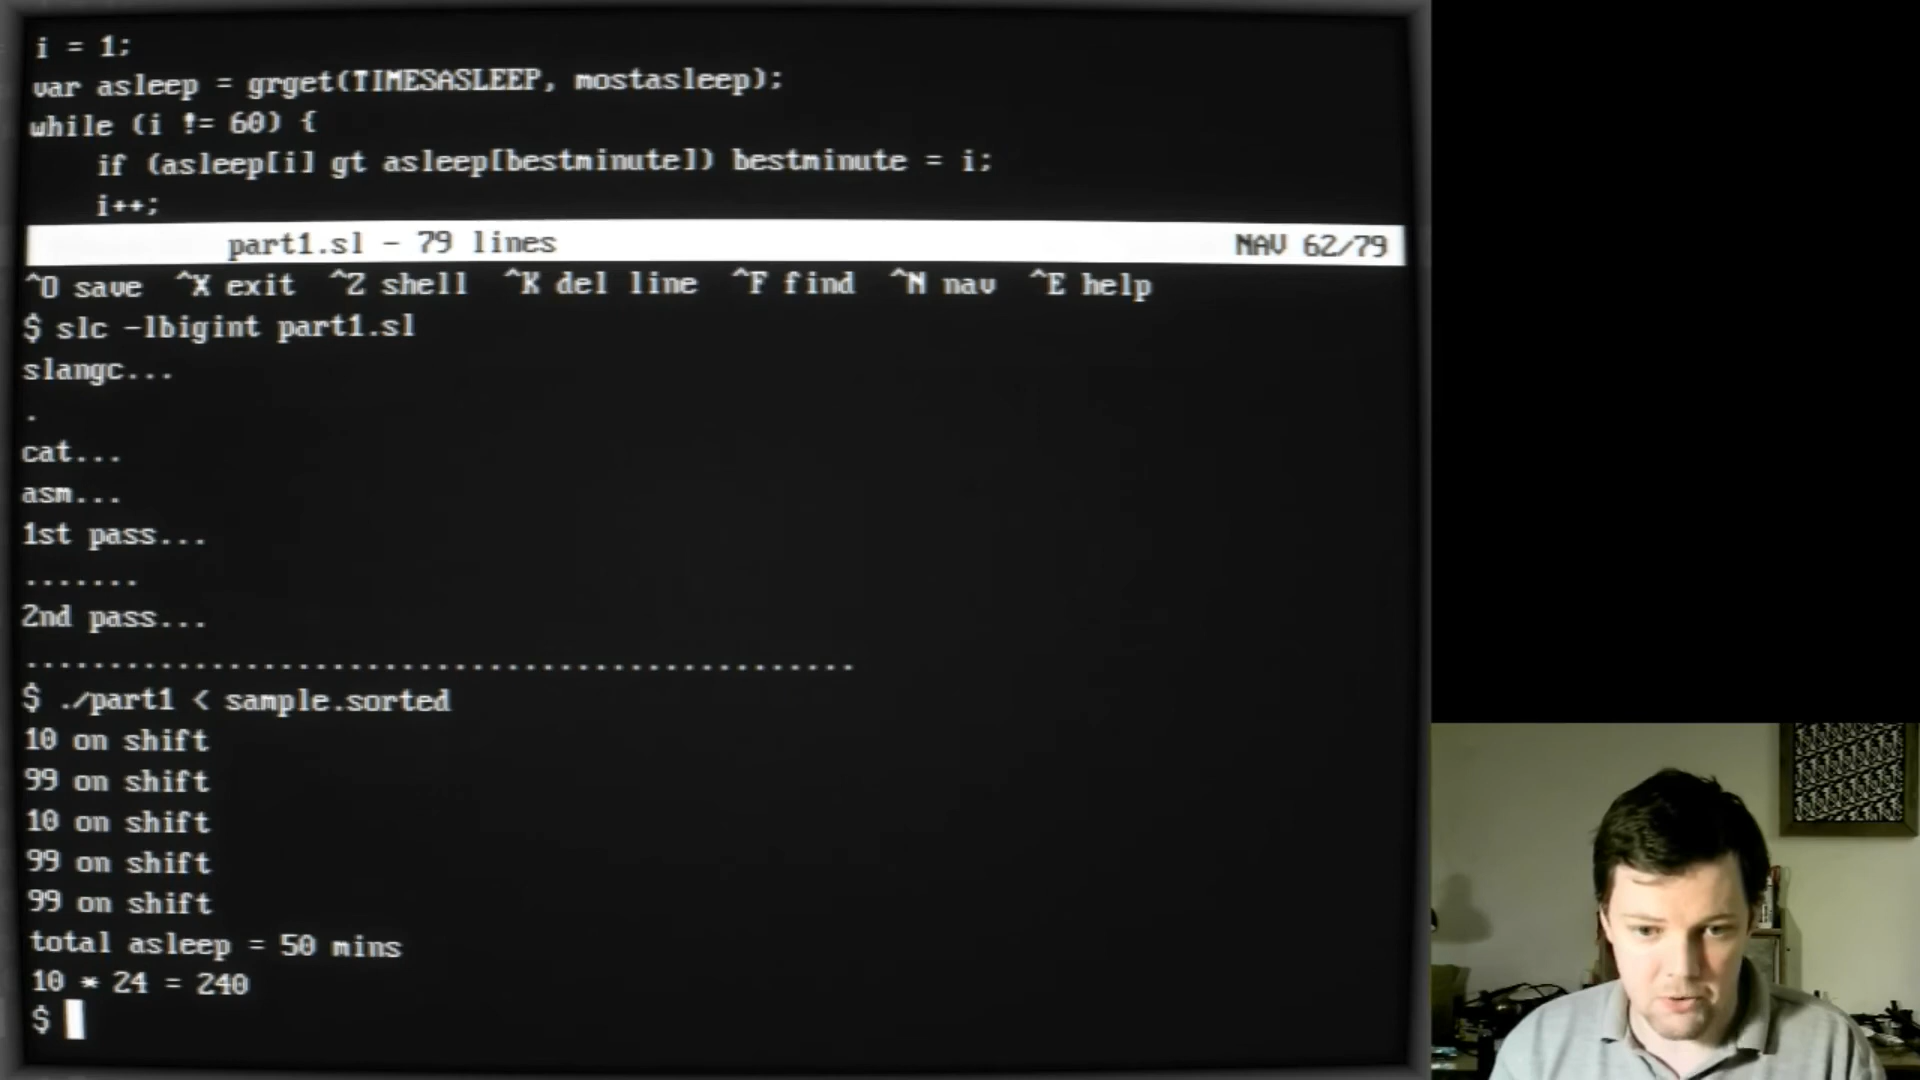 i = 1;
var asleep = grget(TIMESASLEEP, mostasleep);
while (i != 60) {
if (asleep[i] gt asleep[bestminute]) bestminute = i;
i++;
part1.sl - 79 lines NAV 62/79
^O save ^X exit ^Z shell ^K del line ^F find ^N nav ^E help
$ slc -lbigint part1.sl
slangc...
.
cat...
asm...
1st pass...
.......
2nd pass...
..................................................
$ ./part1 < sample.sorted
10 on shift
99 on shift
10 on shift
99 on shift
99 on shift
total asleep = 50 mins
10 * 24 = 240
$